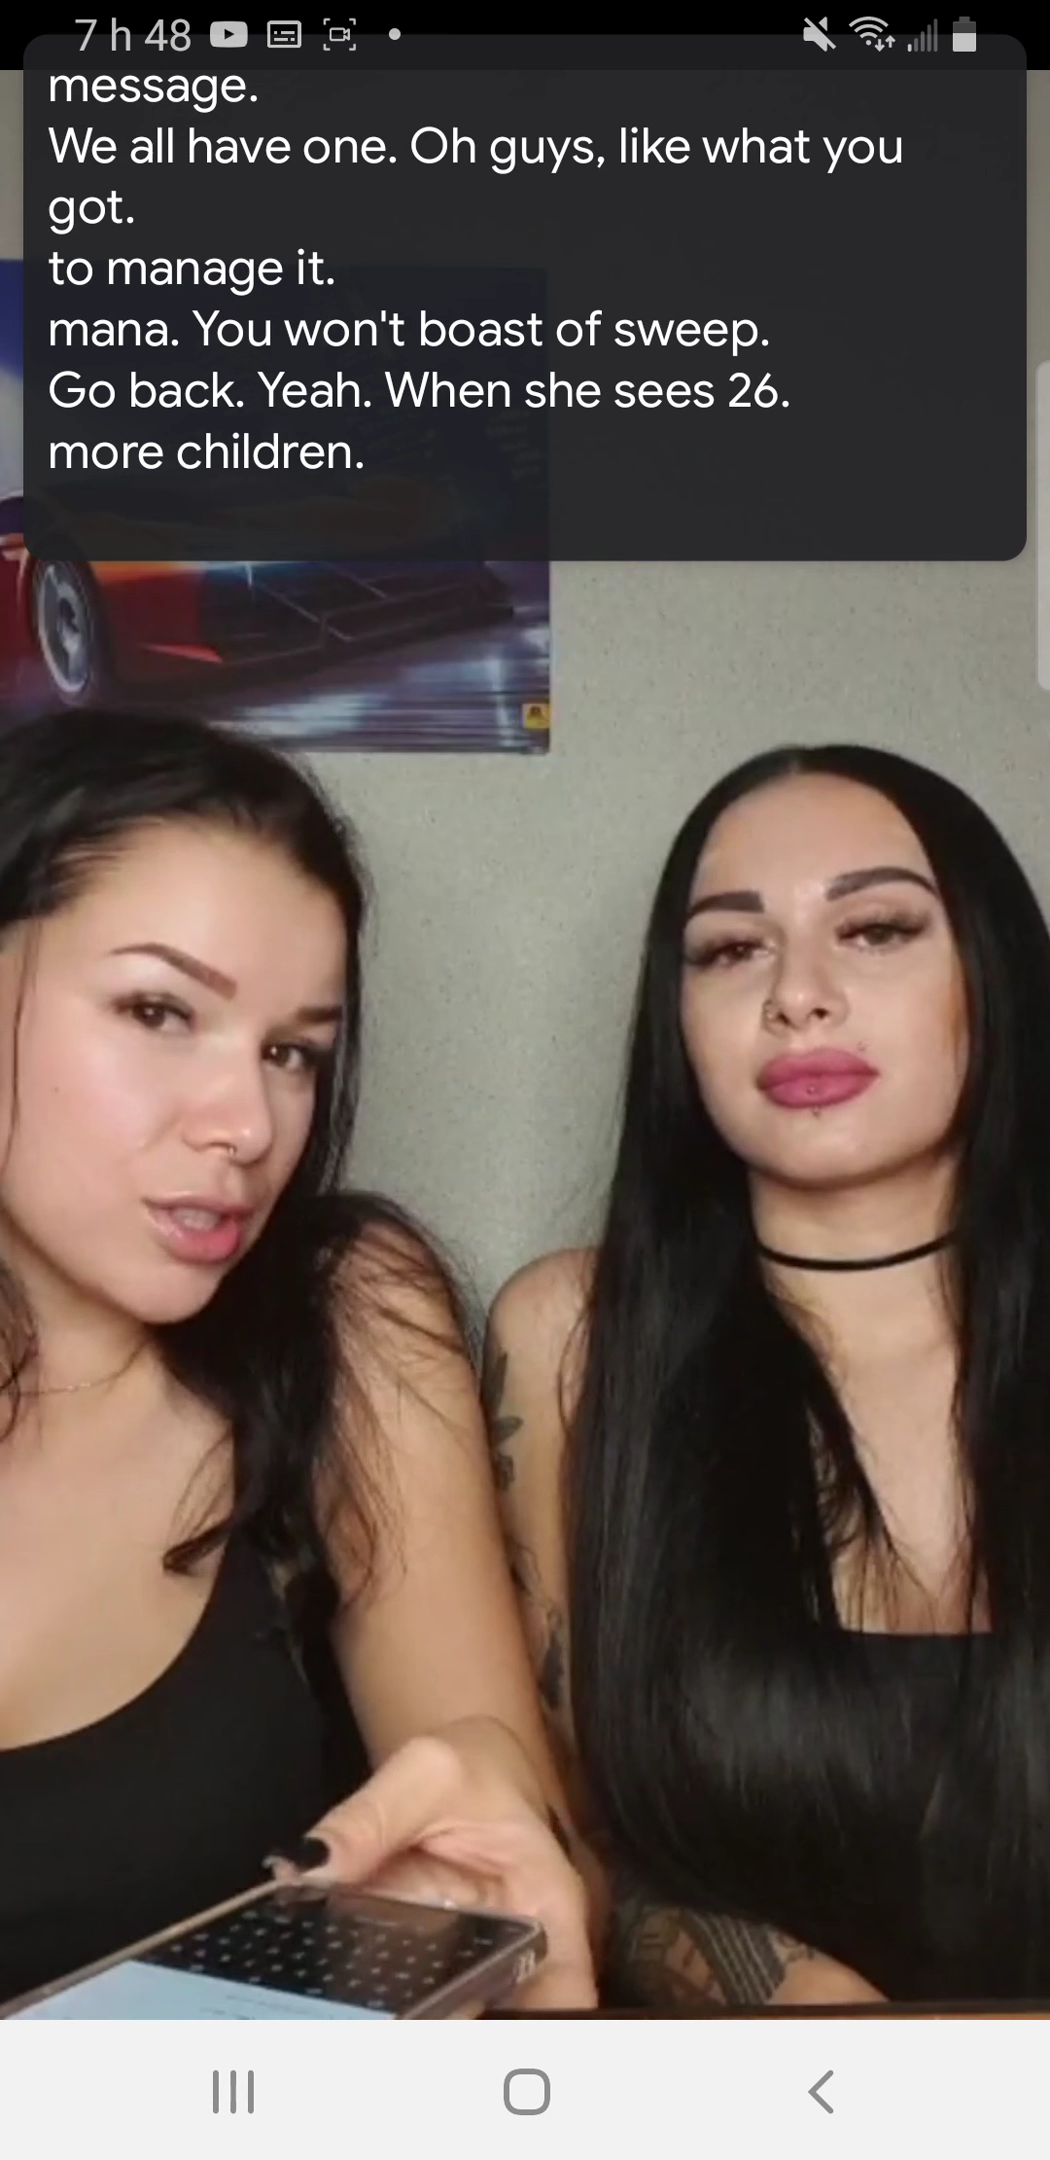 7 h 48
message.
We all have one. Oh guys, like what you
got.
to manage it.
mana. You won't boast of sweep.
Go back. Yeah. When she sees 26.
more children.